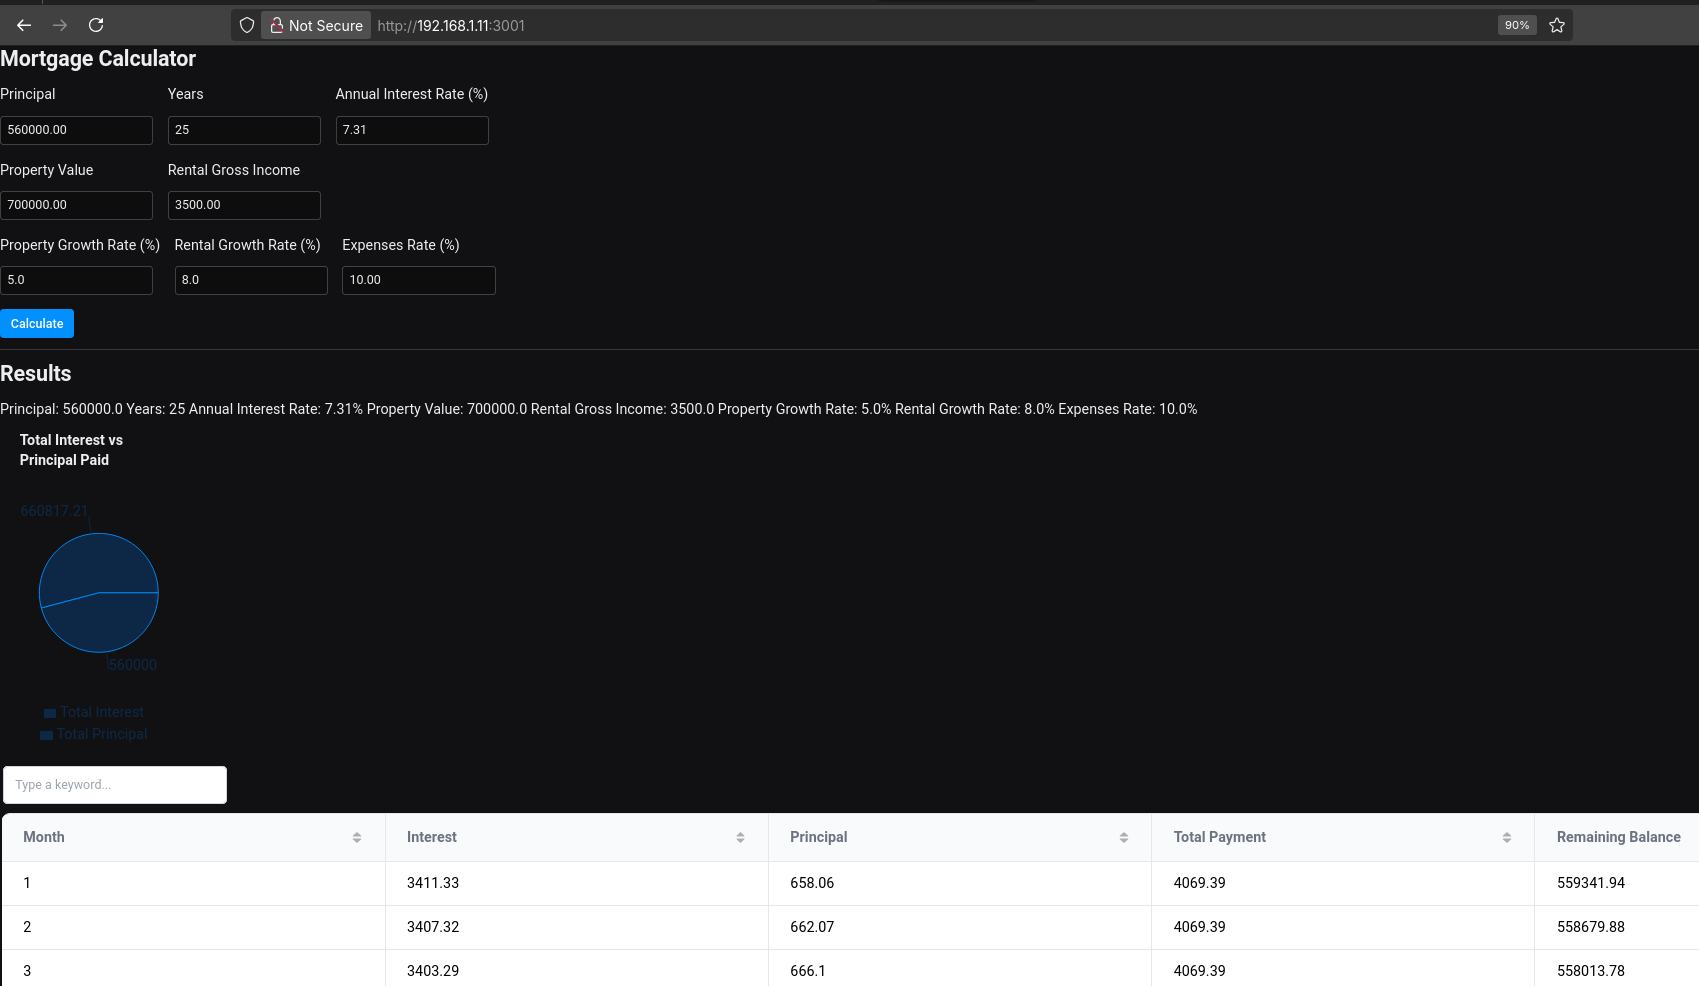 Not Secure http://192.168.1.11:3001 90%
Mortgage Calculator
Principal Years Annual Interest Rate (%)
560000.00 25 7.31
Property Value Rental Gross Income
700000.00 3500.00
Property Growth Rate (%) Rental Growth Rate (%) Expenses Rate (%)
5.0 8.0 10.00
Calculate
Results
Principal: 560000.0 Years: 25 Annual Interest Rate: 7.31% Property Value: 700000.0 Rental Gross Income: 3500.0 Property Growth Rate: 5.0% Rental Growth Rate: 8.0% Expenses Rate: 10.0%
Total Interest vs
Principal Paid
660817.21
560000
Total Interest
Total Principal
Type a keyword...
Month Interest Principal Total Payment Remaining Balance
1 3411.33 658.06 4069.39 559341.94
2 3407.32 662.07 4069.39 558679.88
3 3403.29 666.1 4069.39 558013.78